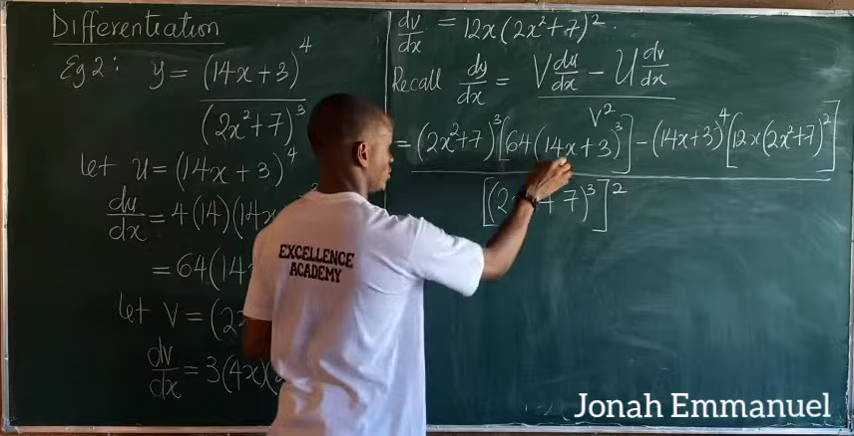 Differentiation
Eg 2: y = (14x+3)^4 / (2x²+7)^3
let U = (14x+3)^4
du/dx = 4(14)(14x
= 64(14
let V = (2
dv/dx = 3(4x)(
dv/dx = 12x(2x²+7)².
Recall dy/dx = (V du/dx − U dv/dx) / V²
= (2x²+7)³[64(14x+3)³] − (14x+3)⁴[12x(2x²+7)²] / [(2 +7)³]²
EXCELLENCE
ACADEMY
Jonah Emmanuel